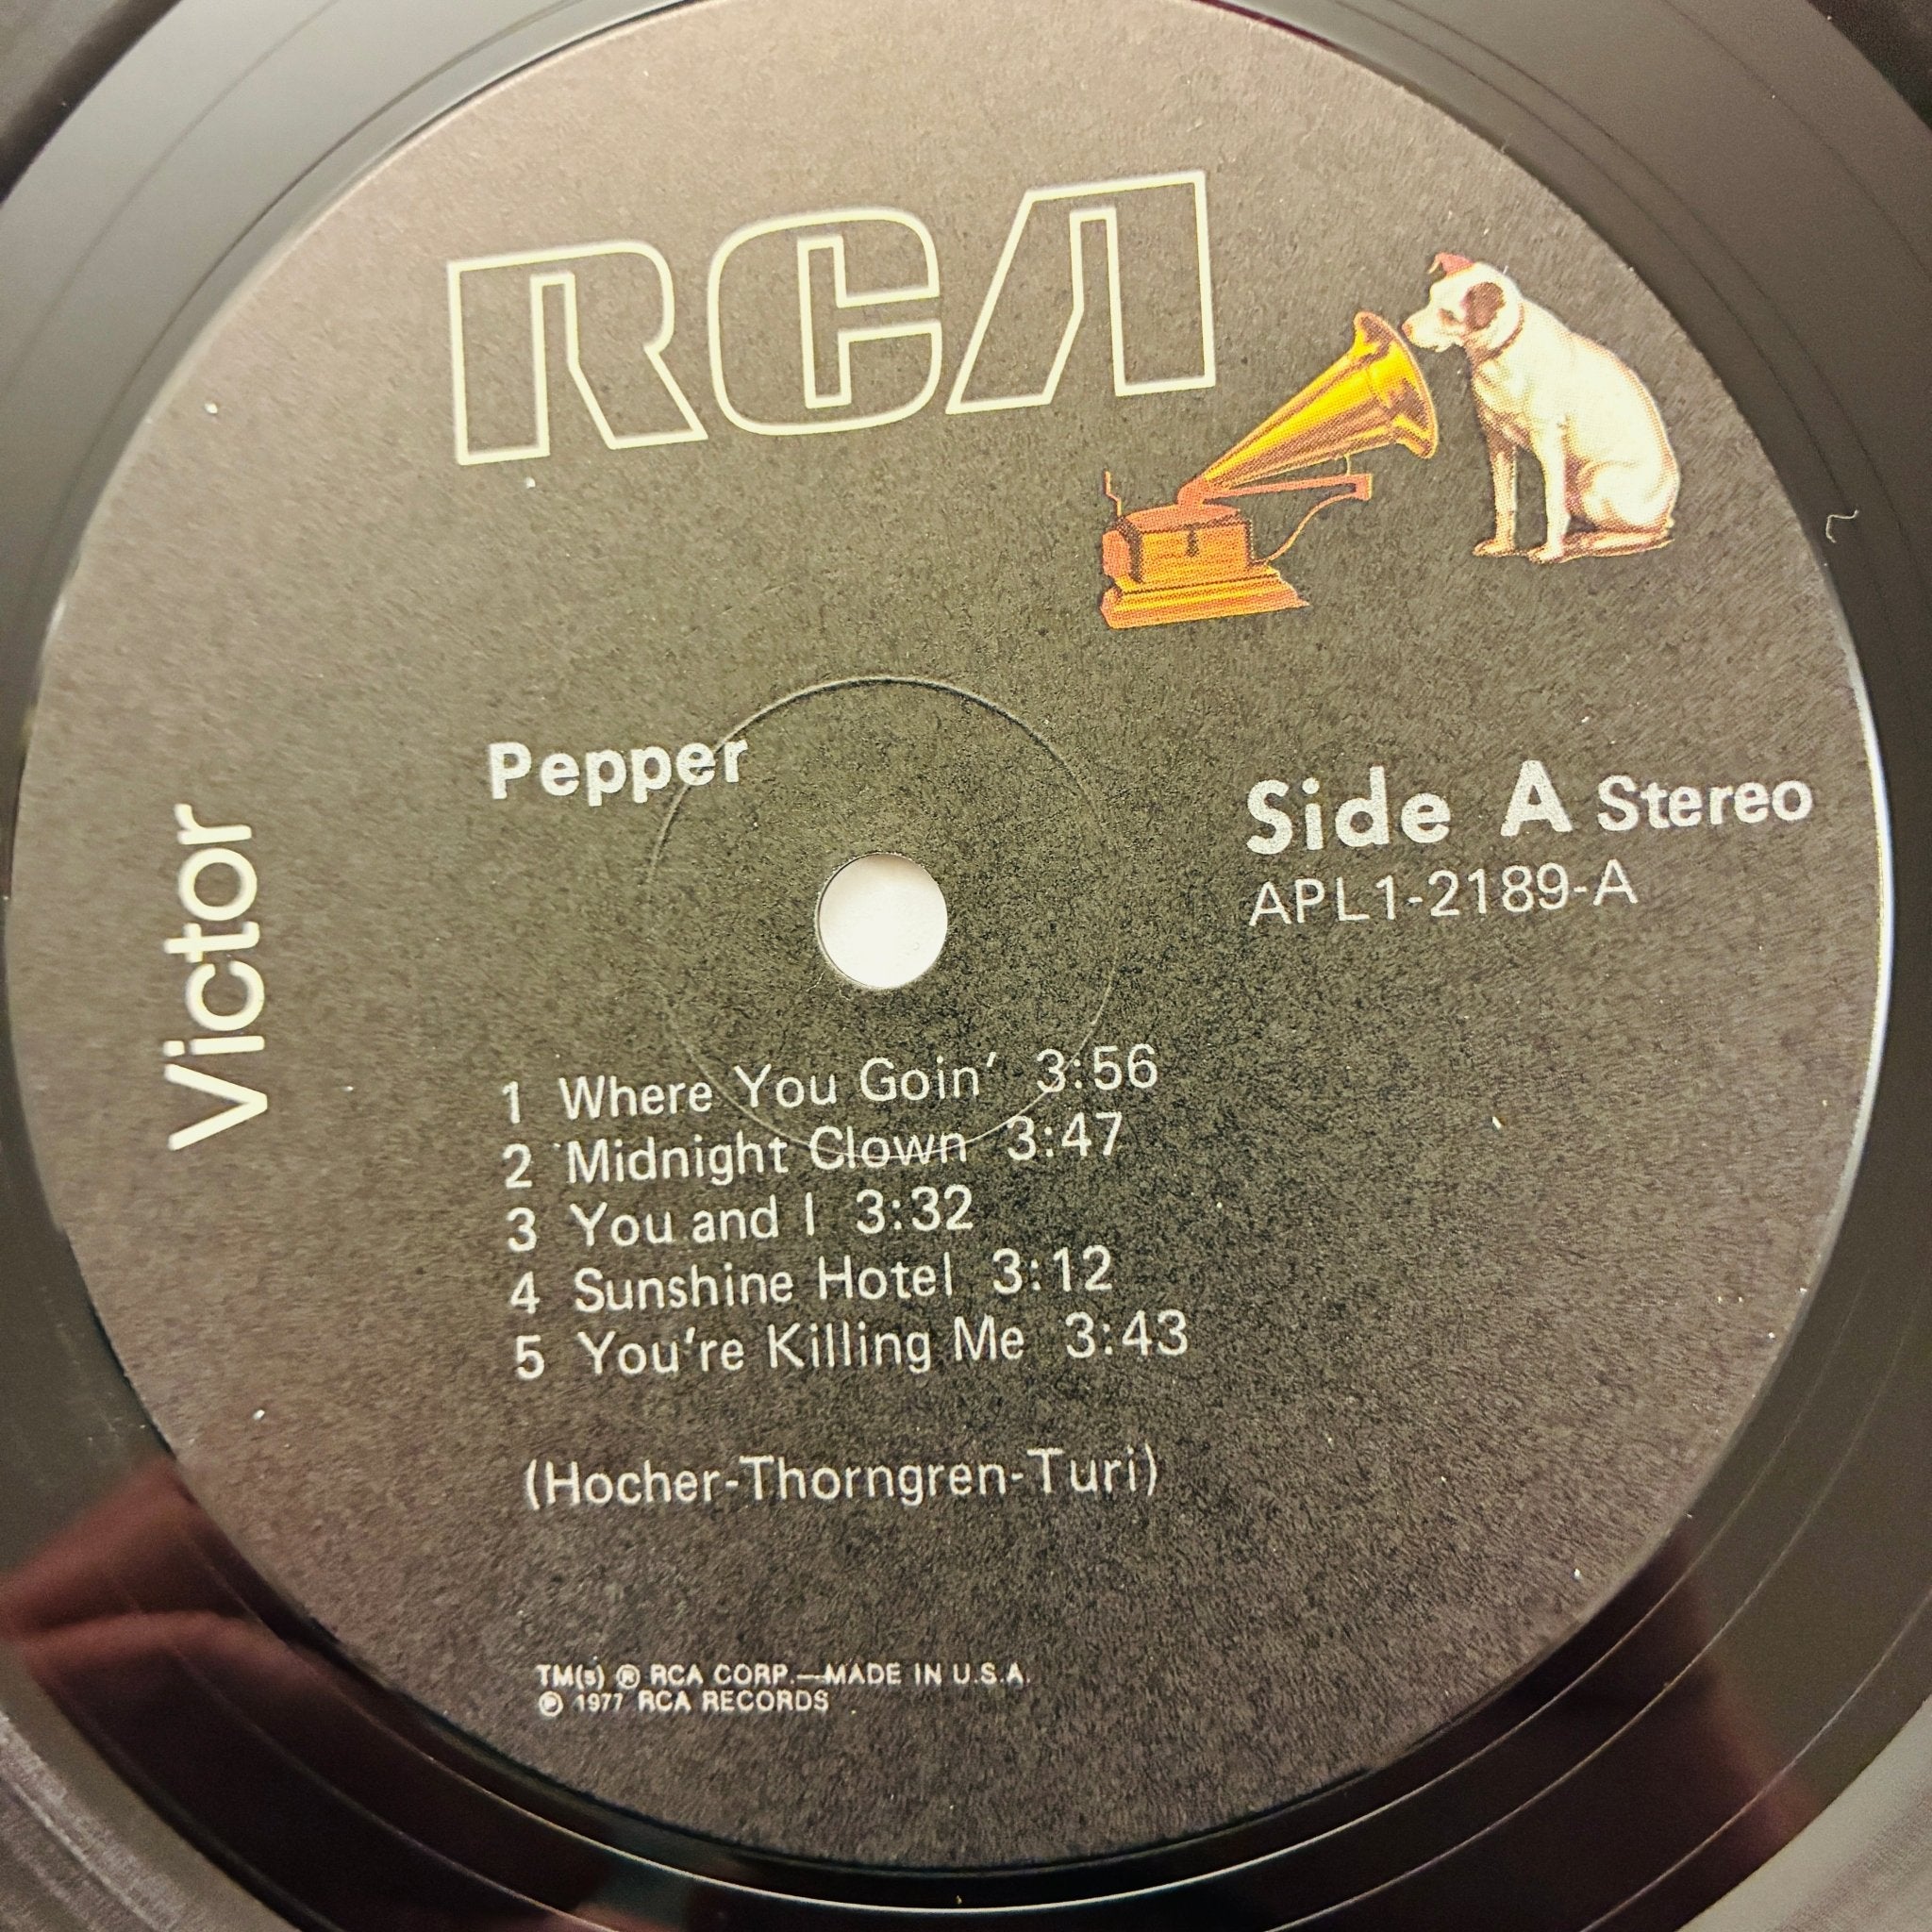 RCA
Victor
Pepper
Side A Stereo
APL1-2189-A
1 Where You Goin' 3:56
2 Midnight Clown 3:47
3 You and I 3:32
4 Sunshine Hotel 3:12
5 You're Killing Me 3:43
(Hocher-Thorngren-Turi)
TM(s) ® RCA CORP.—MADE IN U.S.A.
℗ 1977 RCA RECORDS